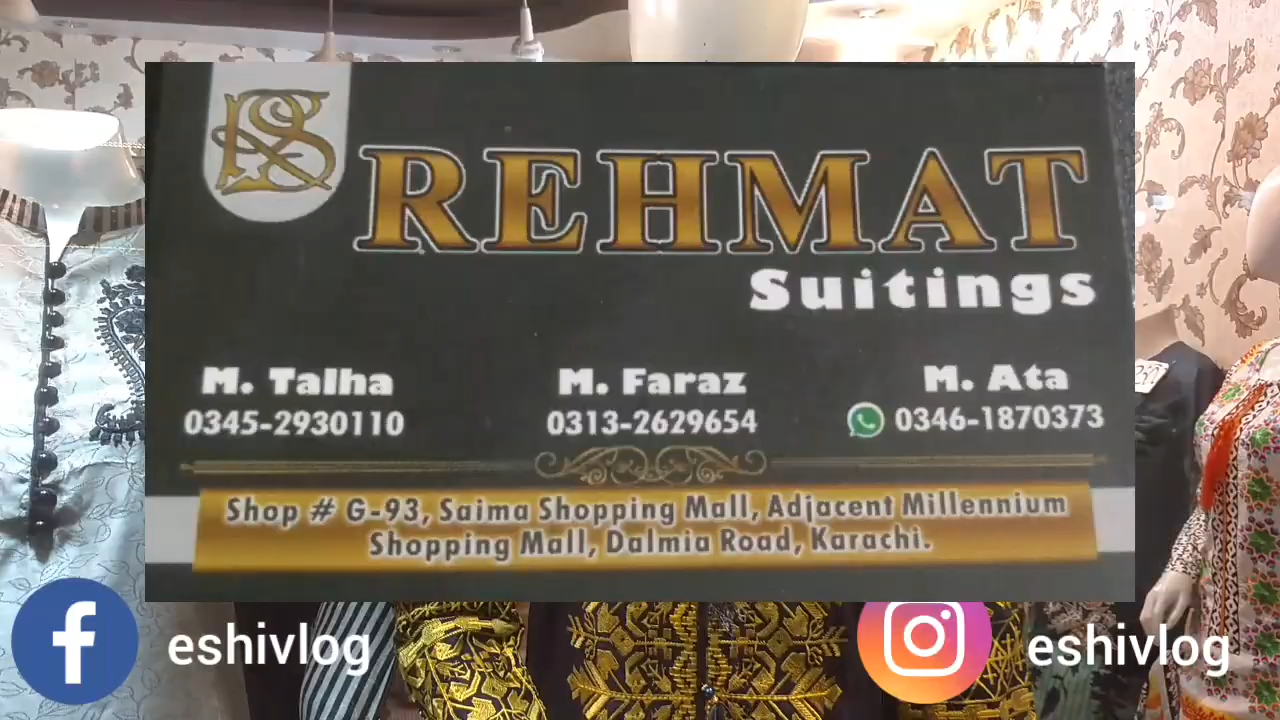 RS
REHMAT
Suitings
M. Talha
M. Faraz
M. Ata
0345-2930110
0313-2629654
0346-1870373
Shop # G-93, Saima Shopping Mall, Adjacent Millennium
Shopping Mall, Dalmia Road, Karachi.
eshivlog
eshivlog